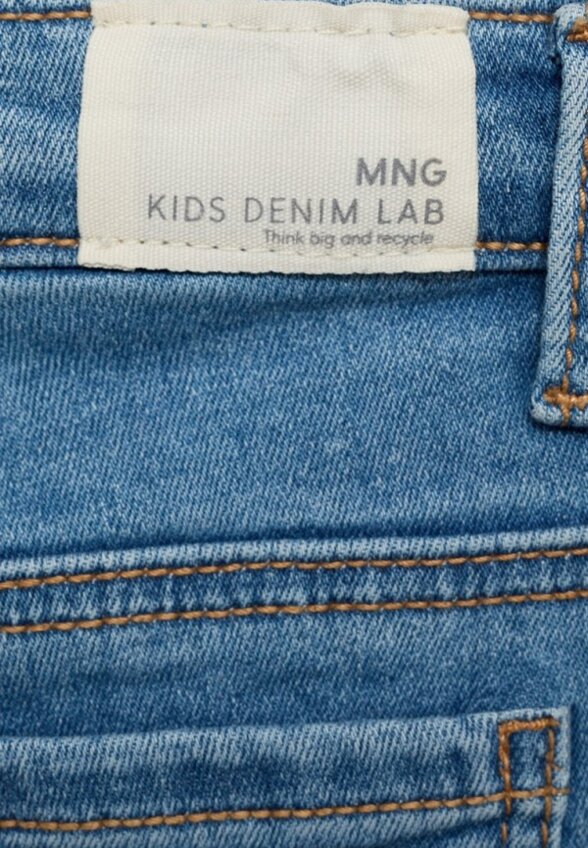 MNG
KIDS DENIM LAB
Think big and recycle